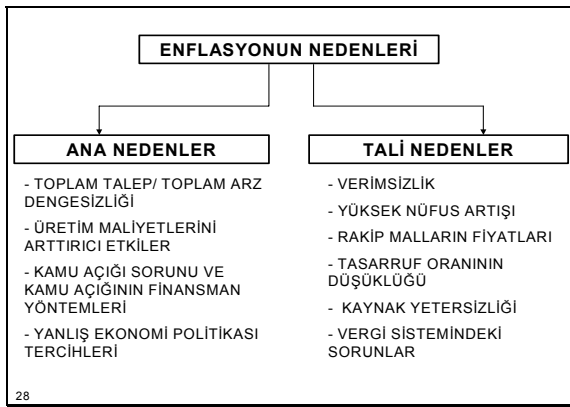 ENFLASYONUN NEDENLERİ
ANA NEDENLER
- TOPLAM TALEP/ TOPLAM ARZ
DENGESİZLİĞİ
- ÜRETİM MALİYETLERİNİ
ARTTIRICI ETKİLER
- KAMU AÇIĞI SORUNU VE
KAMU AÇIĞININ FİNANSMAN
YÖNTEMLERİ
- YANLIŞ EKONOMİ POLİTİKASI
TERCİHLERİ
TALİ NEDENLER
- VERİMSİZLİK
- YÜKSEK NÜFUS ARTIŞI
- RAKİP MALLARIN FİYATLARI
- TASARRUF ORANININ
DÜŞÜKLÜĞÜ
- KAYNAK YETERSİZLİĞİ
- VERGİ SİSTEMİNDEKİ
SORUNLAR
28